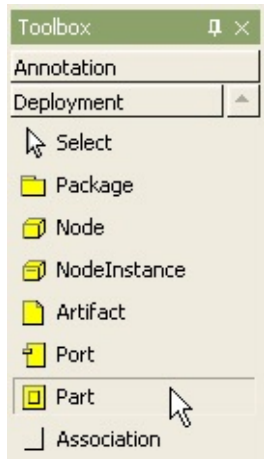 Toolbox
Annotation
Deployment
Select
Package
Node
NodeInstance
Artifact
Port
Part
Association